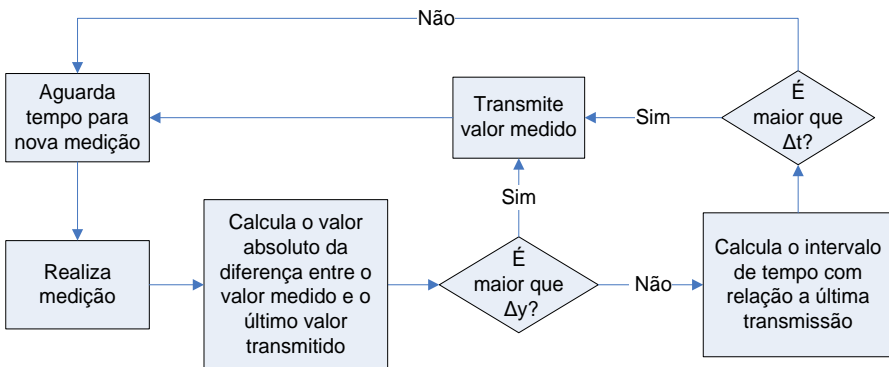 Não
Aguarda
tempo para
nova medição
Transmite
valor medido
Sim
É
maior que
Δt?
Sim
Realiza
medição
Calcula o valor
absoluto da
diferença entre o
valor medido e o
último valor
transmitido
É
maior que
Δy?
Não
Calcula o intervalo
de tempo com
relação a última
transmissão